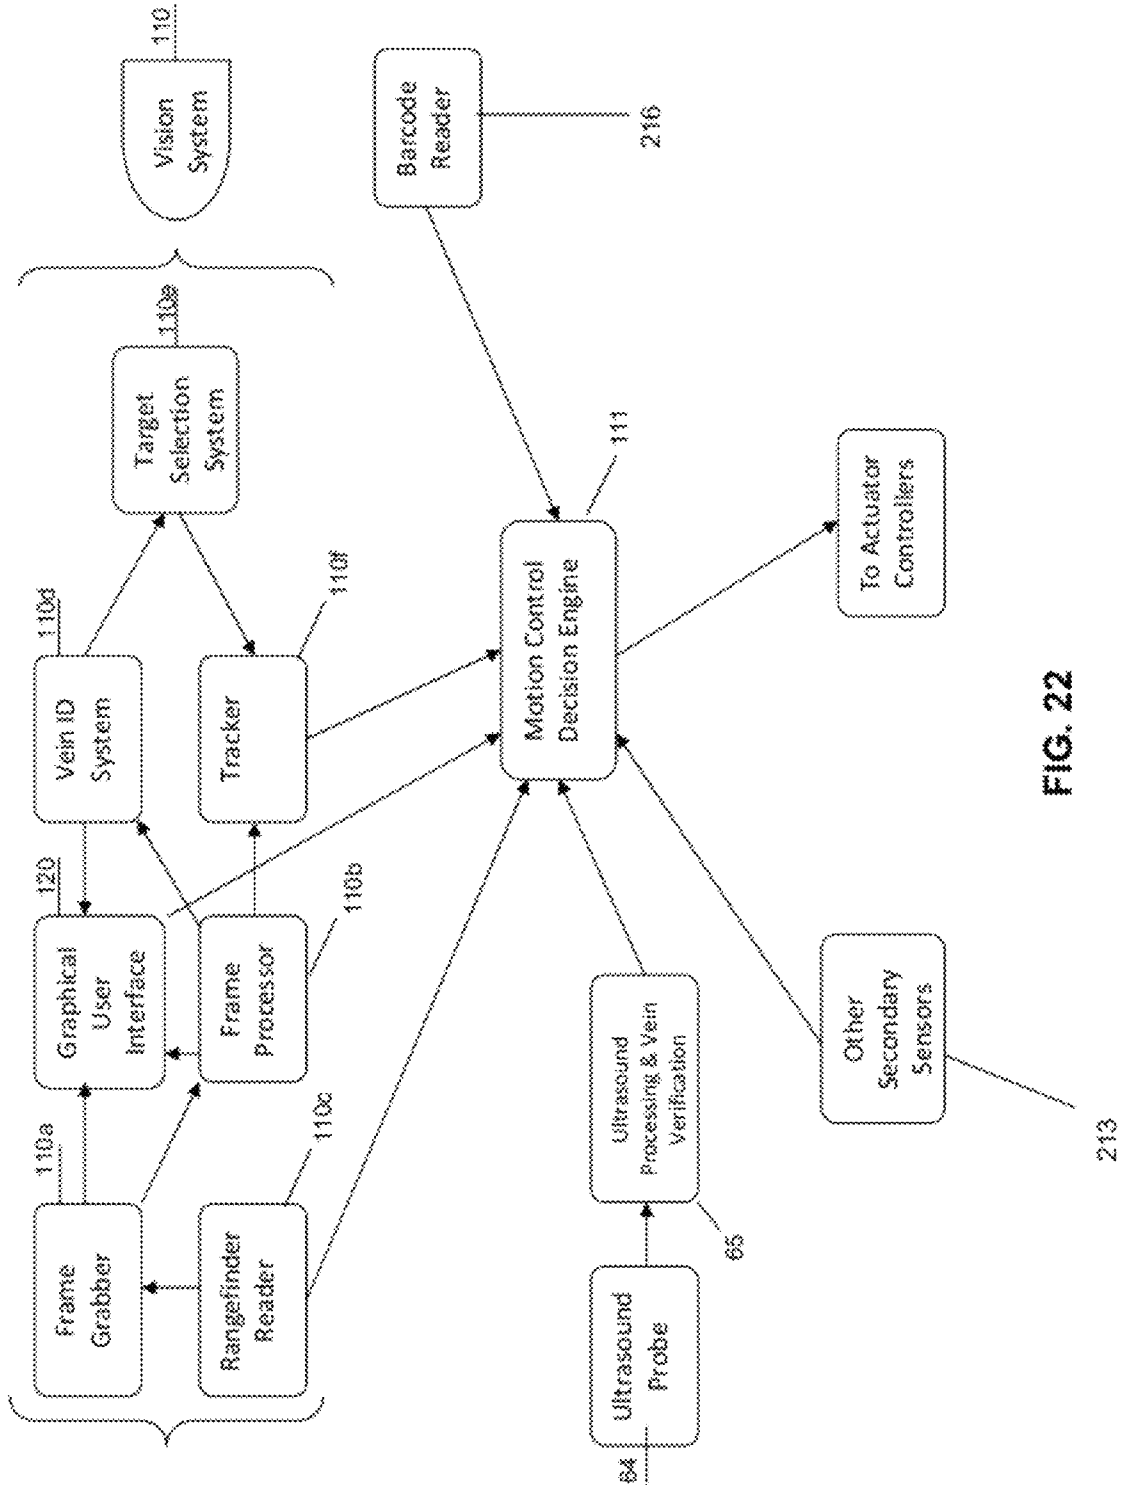 110a
Frame
Grabber
120
Graphical
User
Interface
110d
Vein ID
System
110e
Target
Selection
System
110
Vision
System
Rangefinder
Reader
110c
Frame
Processor
110b
Tracker
110f
Barcode
Reader
216
Motion Control
Decision Engine
111
64
Ultrasound
Probe
65
Ultrasound
Processing & Vein
Verification
Other
Secondary
Sensors
213
To Actuator
Controllers
FIG. 22